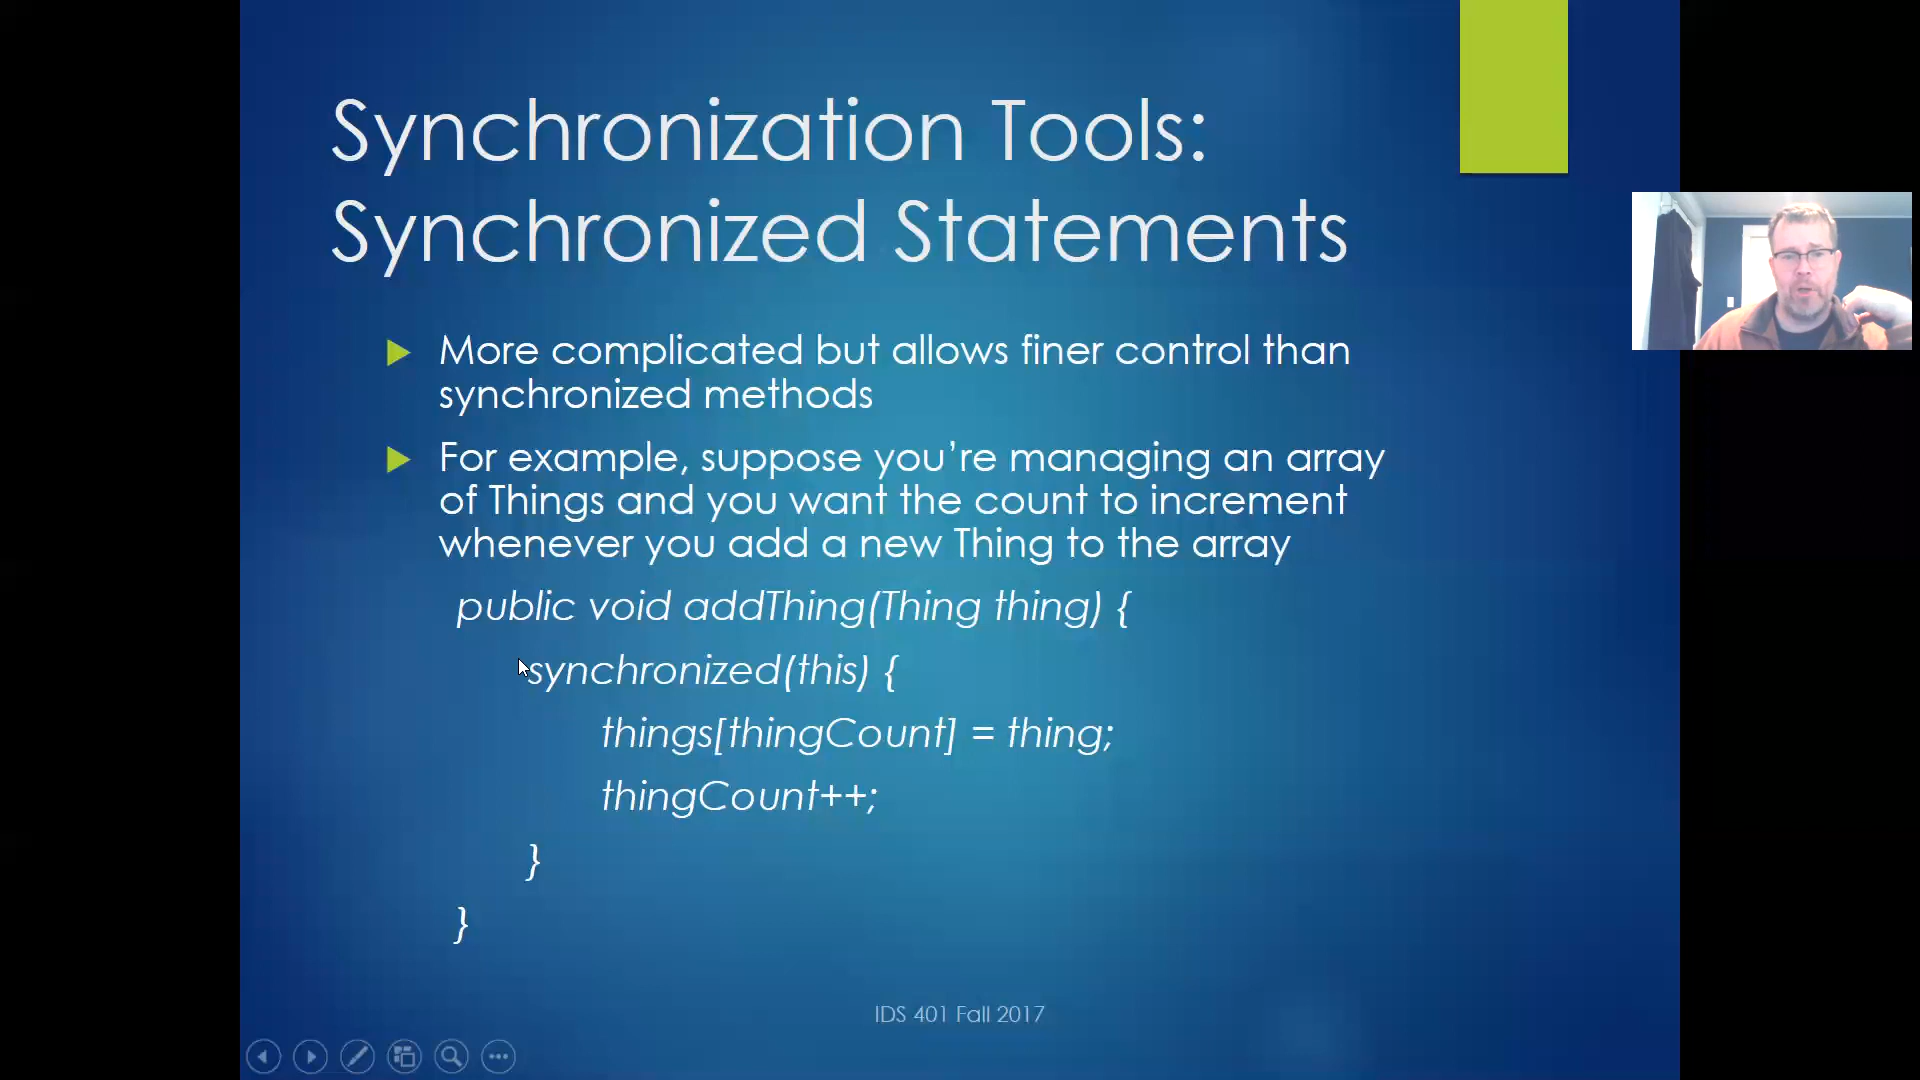 Synchronization Tools:
Synchronized Statements
More complicated but allows finer control than
synchronized methods
For example, suppose you’re managing an array
of Things and you want the count to increment
whenever you add a new Thing to the array
public void addThing(Thing thing) {
synchronized(this) {
things[thingCount] = thing;
thingCount++;
}
}
IDS 401 Fall 2017